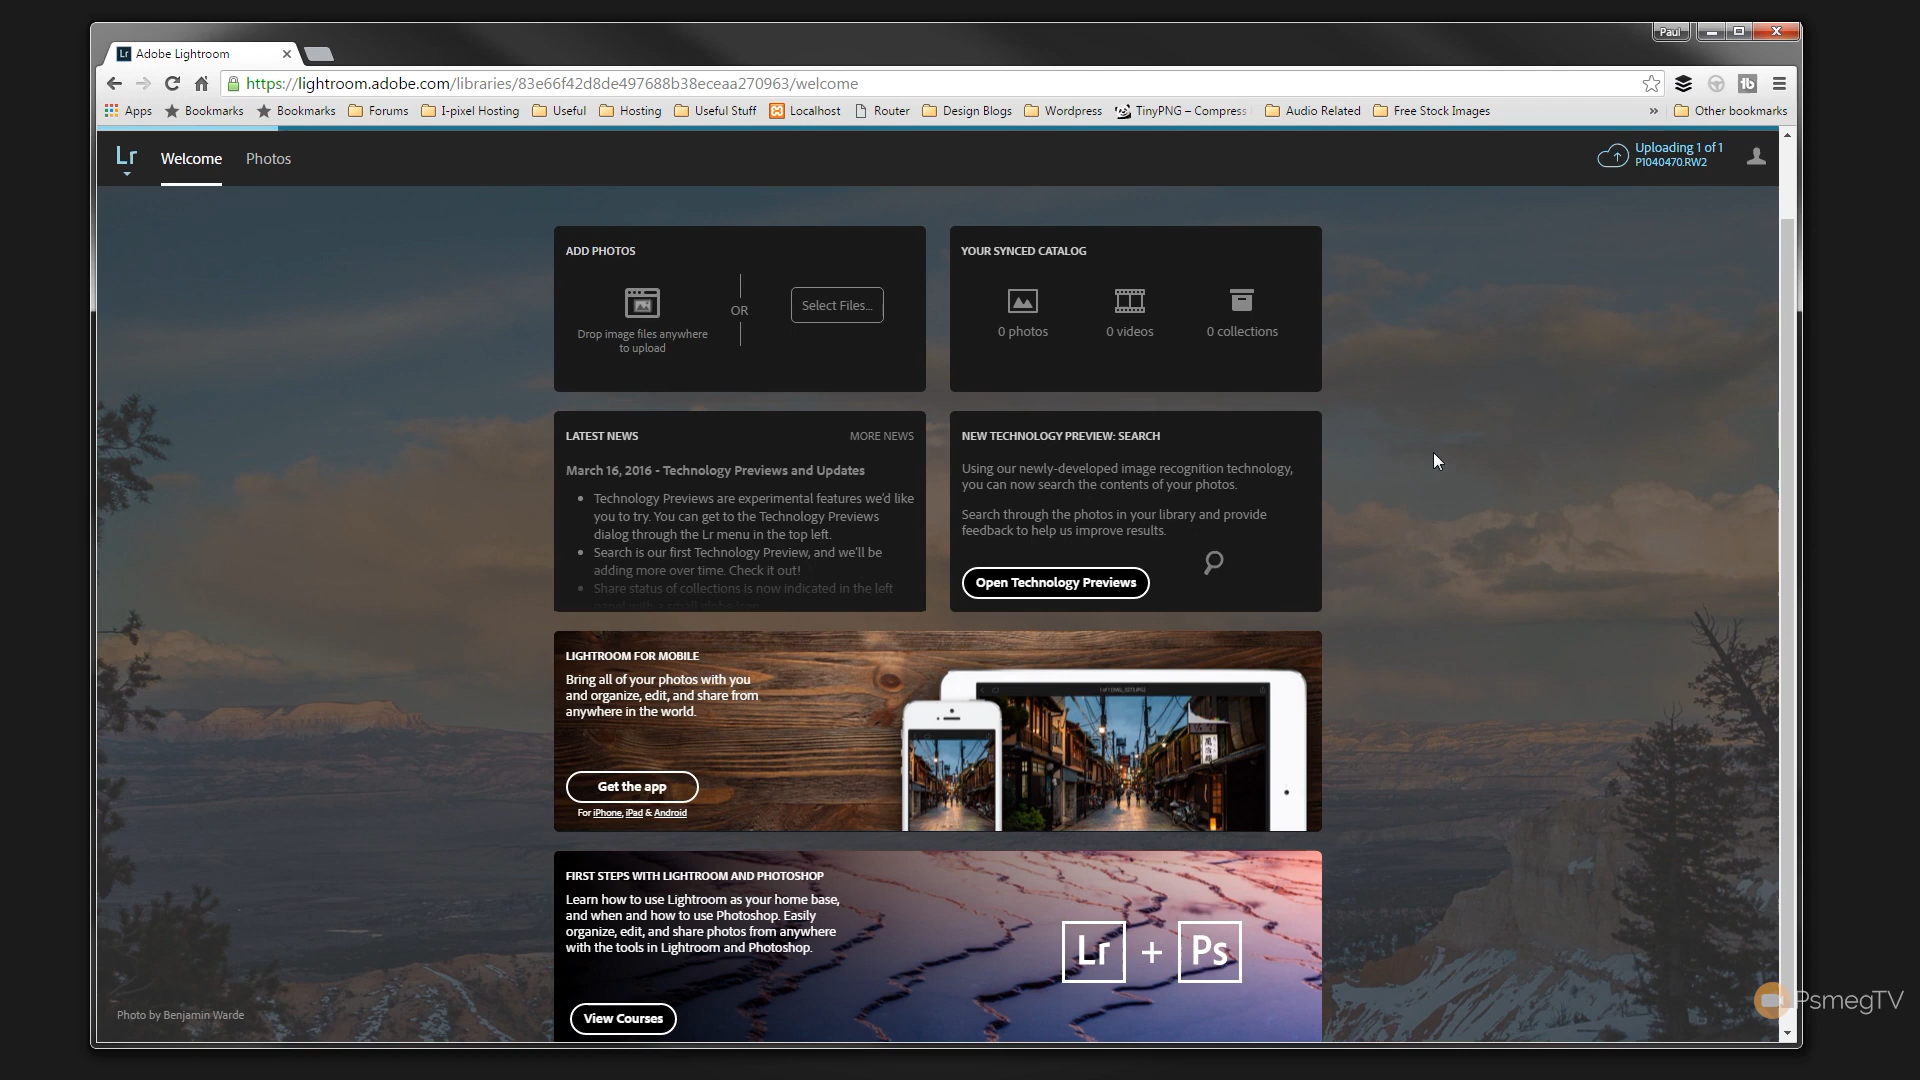 Paul
Lr Adobe Lightroom
https://lightroom.adobe.com/libraries/83e66f42d8de497688b38eceaa270963/welcome
Apps Bookmarks Bookmarks Forums I-pixel Hosting Useful Hosting Useful Stuff Localhost Router Design Blogs Wordpress TinyPNG – Compress Audio Related Free Stock Images » Other bookmarks
Lr Welcome Photos
Uploading 1 of 1
P1040470.RW2
ADD PHOTOS
Drop image files anywhere
to upload
OR
Select Files...
YOUR SYNCED CATALOG
0 photos 0 videos 0 collections
LATEST NEWS MORE NEWS
March 16, 2016 - Technology Previews and Updates
• Technology Previews are experimental features we'd like
you to try. You can get to the Technology Previews
dialog through the Lr menu in the top left.
• Search is our first Technology Preview, and we'll be
adding more over time. Check it out!
• Share status of collections is now indicated in the left
panel with a small globe icon.
NEW TECHNOLOGY PREVIEW: SEARCH
Using our newly-developed image recognition technology,
you can now search the contents of your photos.
Search through the photos in your library and provide
feedback to help us improve results.
Open Technology Previews
LIGHTROOM FOR MOBILE
Bring all of your photos with you
and organize, edit, and share from
anywhere in the world.
Get the app
For iPhone, iPad & Android
FIRST STEPS WITH LIGHTROOM AND PHOTOSHOP
Learn how to use Lightroom as your home base,
and when and how to use Photoshop. Easily
organize, edit, and share photos from anywhere
with the tools in Lightroom and Photoshop.
View Courses
Lr + Ps
Photo by Benjamin Warde
PsmegTV